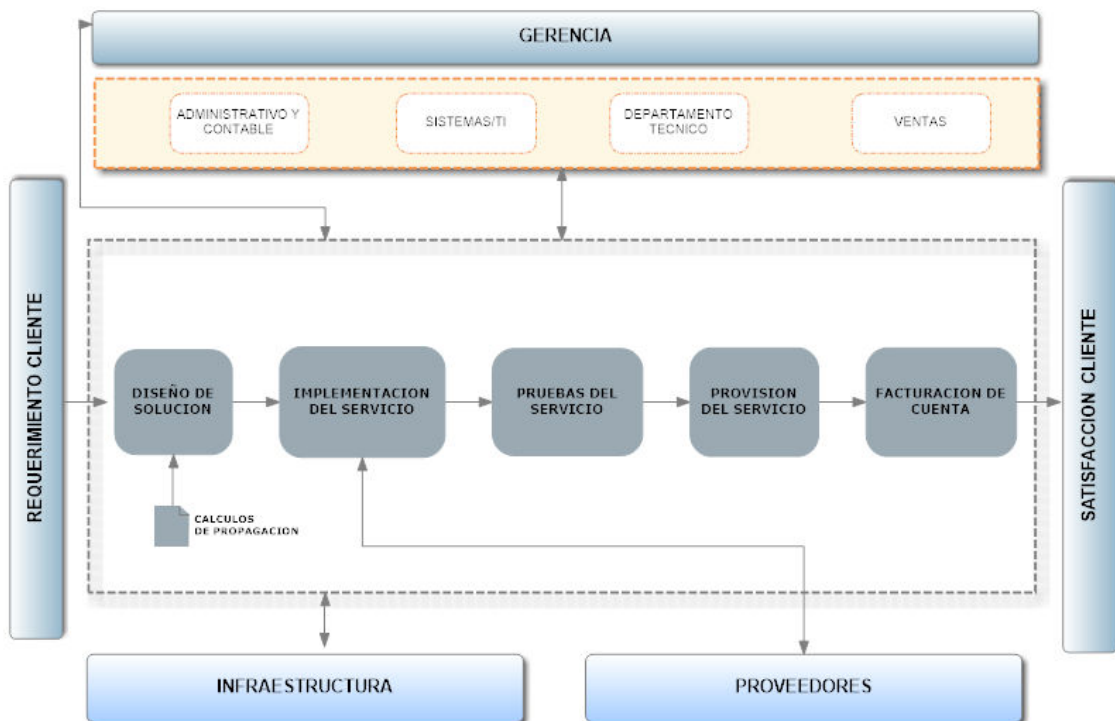 GERENCIA
ADMINISTRATIVO Y
CONTABLE
SISTEMAS/TI
DEPARTAMENTO
TECNICO
VENTAS
REQUERIMIENTO CLIENTE
DISEÑO DE
SOLUCION
IMPLEMENTACION
DEL SERVICIO
PRUEBAS DEL
SERVICIO
PROVISION
DEL SERVICIO
FACTURACION DE
CUENTA
SATISFACCION CLIENTE
CALCULOS
DE PROPAGACION
INFRAESTRUCTURA
PROVEEDORES